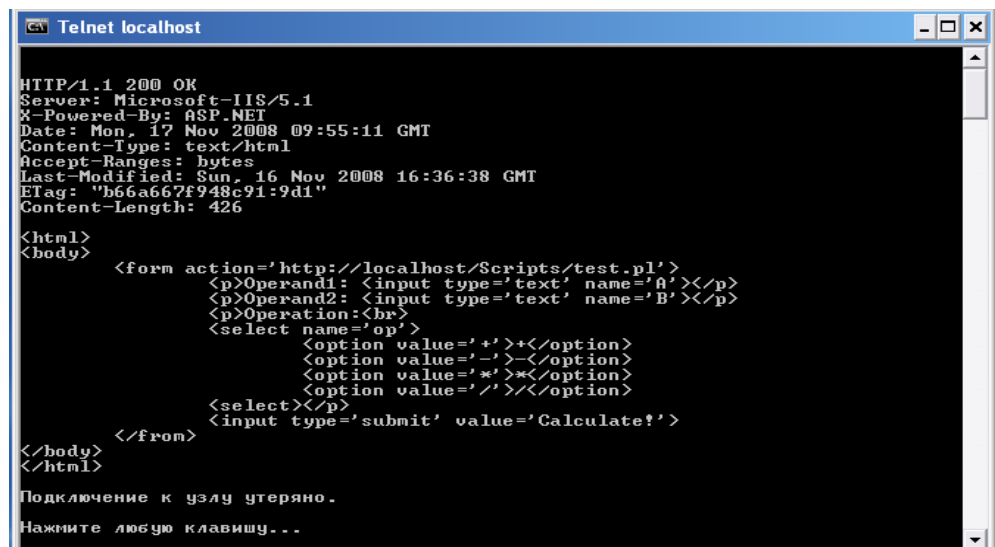 Telnet localhost
HTTP/1.1 200 OK
Server: Microsoft-IIS/5.1
X-Powered-By: ASP.NET
Date: Mon, 17 Nov 2008 09:55:11 GMT
Content-Type: text/html
Accept-Ranges: bytes
Last-Modified: Sun, 16 Nov 2008 16:36:38 GMT
ETag: "b66a667f948c91:9d1"
Content-Length: 426
<html>
<body>
<form action='http://localhost/Scripts/test.pl'>
<p>Operand1: <input type='text' name='A'></p>
<p>Operand2: <input type='text' name='B'></p>
<p>Operation:<br>
<select name='op'>
<option value='+'>+</option>
<option value='-'>-</option>
<option value='*'>*</option>
<option value='/'>/</option>
<select></p>
<input type='submit' value='Calculate!'>
</from>
</body>
</html>
Подключение к узлу утеряно.
Нажмите любую клавишу...